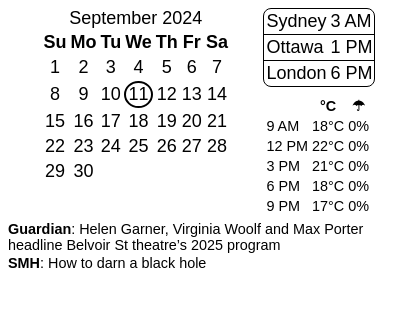 September 2024
Su Mo Tu We Th Fr Sa
1 2 3 4 5 6 7
8 9 10 11 12 13 14
15 16 17 18 19 20 21
22 23 24 25 26 27 28
29 30
Sydney 3 AM
Ottawa 1 PM
London 6 PM
°C ☂
9 AM 18°C 0%
12 PM 22°C 0%
3 PM 21°C 0%
6 PM 18°C 0%
9 PM 17°C 0%
Guardian: Helen Garner, Virginia Woolf and Max Porter
headline Belvoir St theatre’s 2025 program
SMH: How to darn a black hole